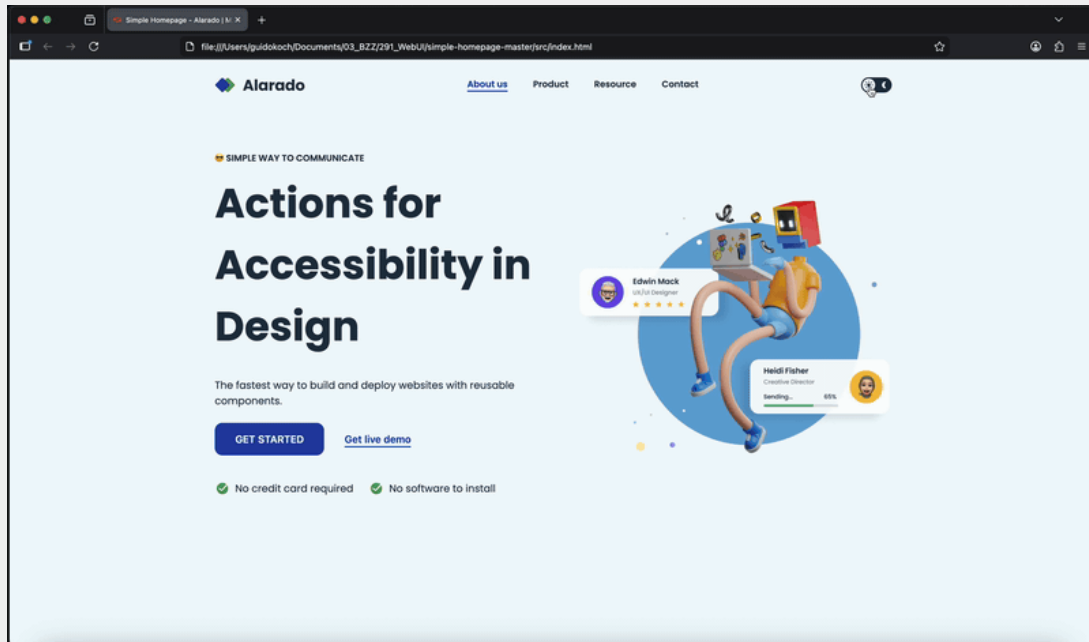 Simple Homepage - Alarado | M
file:///Users/guidokoch/Documents/03_BZZ/291_WebUI/simple-homepage-master/src/index.html
Alarado
About us
Product
Resource
Contact
SIMPLE WAY TO COMMUNICATE
Actions for
Accessibility in
Design
Edwin Mack
UX/UI Designer
Heidi Fisher
Creative Director
Sending... 65%
The fastest way to build and deploy websites with reusable
components.
GET STARTED
Get live demo
No credit card required
No software to install